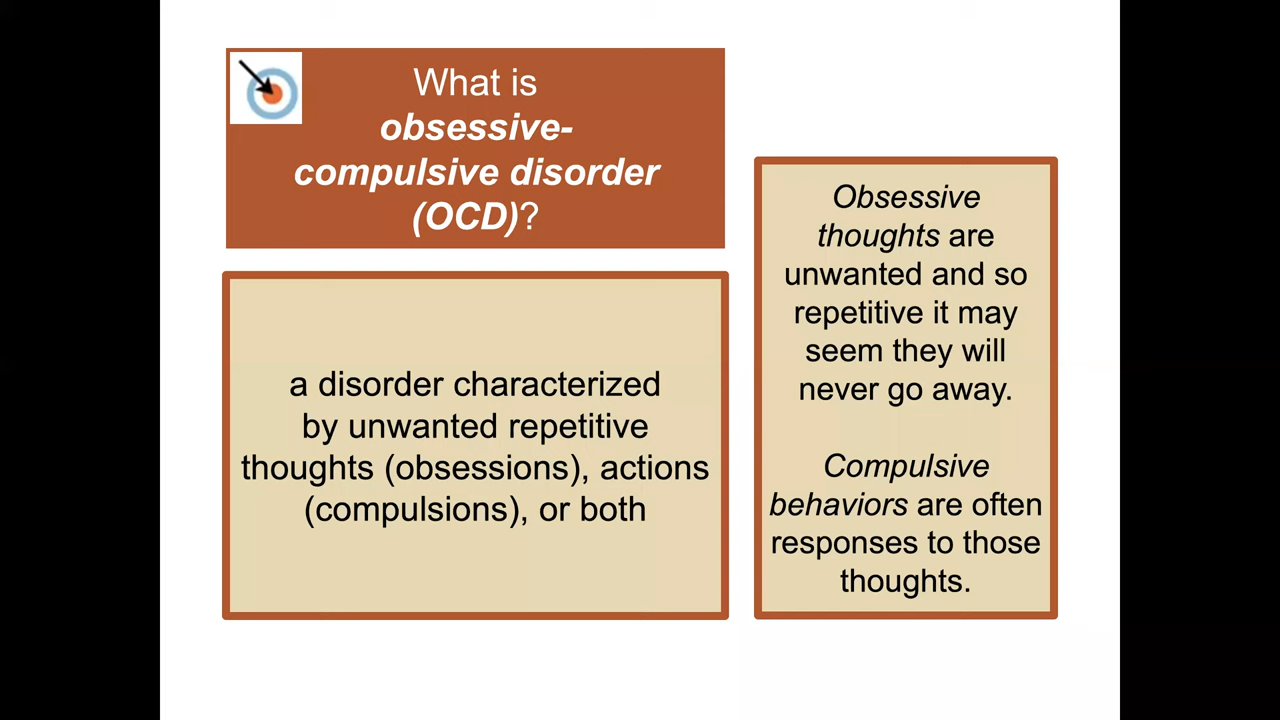 What is
obsessive-
compulsive disorder
(OCD)?
a disorder characterized
by unwanted repetitive
thoughts (obsessions), actions
(compulsions), or both
Obsessive
thoughts are
unwanted and so
repetitive it may
seem they will
never go away.
Compulsive
behaviors are often
responses to those
thoughts.